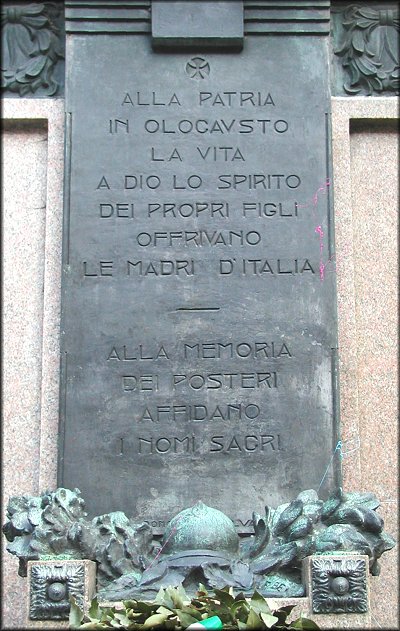 ALLA PATRIA
IN OLOCAVSTO
LA VITA
A DIO LO SPIRITO
DEI PROPRI FIGLI
OFFRIVANO
LE MADRI D'ITALIA
ALLA MEMORIA
DEI POSTERI
AFFIDANO
I NOMI SACRI